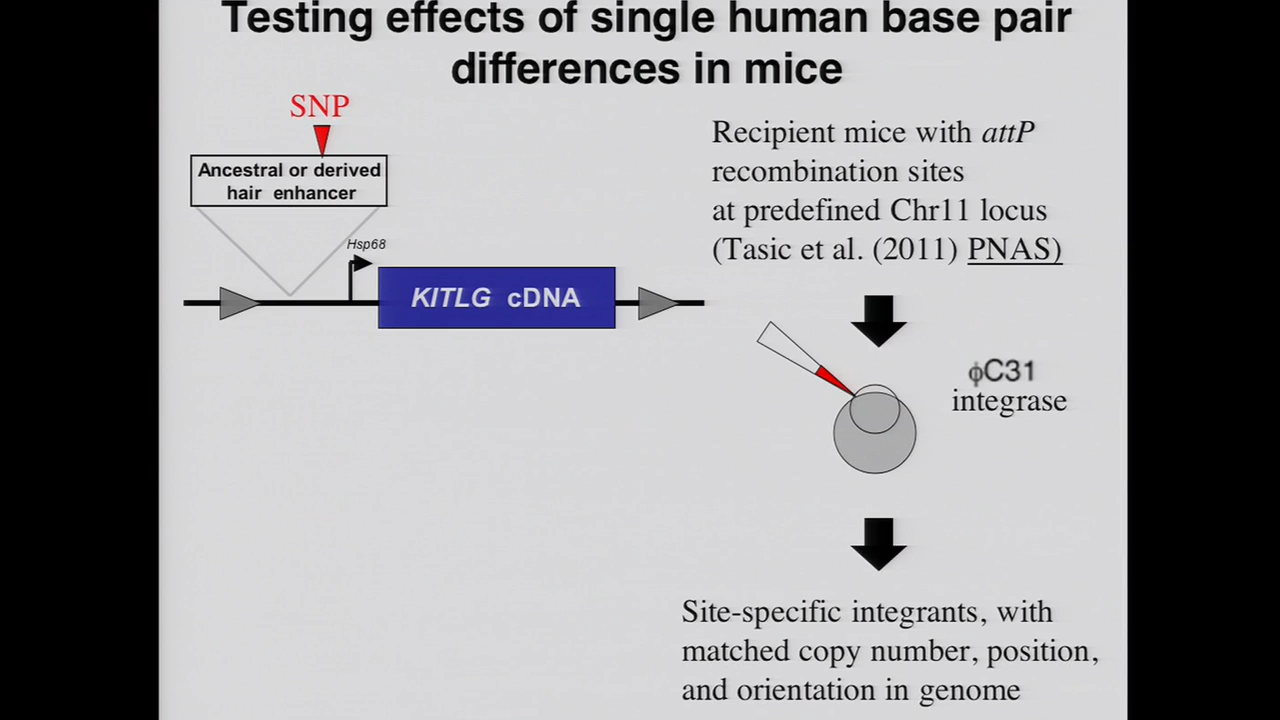 Testing effects of single human base pair
differences in mice
SNP
Ancestral or derived
hair enhancer
Hsp68
KITLG cDNA
Recipient mice with attP
recombination sites
at predefined Chr11 locus
(Tasic et al. (2011) PNAS)
ϕC31
integrase
Site-specific integrants, with
matched copy number, position,
and orientation in genome